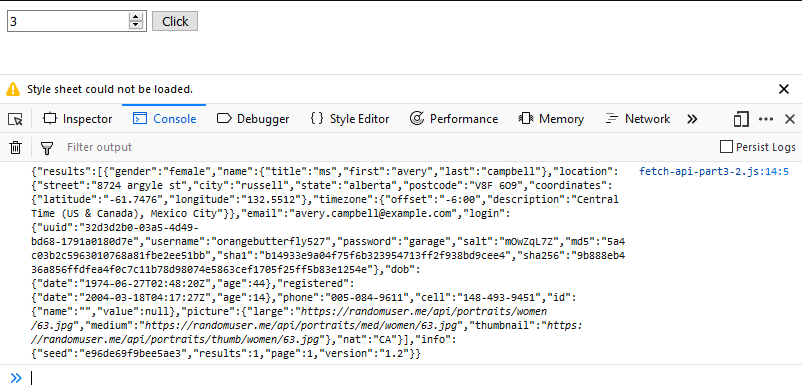 3 Click
Style sheet could not be loaded.
Inspector Console Debugger {} Style Editor Performance Memory Network
Filter output Persist Logs
{"results":[{"gender":"female","name":{"title":"ms","first":"avery","last":"campbell"},"location": fetch-api-part3-2.js:14:5
{"street":"8724 argyle st","city":"russell","state":"alberta","postcode":"V8F 6O9","coordinates":
{"latitude":"-61.7476","longitude":"132.5512"},"timezone":{"offset":"-6:00","description":"Central
Time (US & Canada), Mexico City"}},"email":"avery.campbell@example.com","login":
{"uuid":"32d3d2b0-03a5-4d49-
bd68-1791a0180d7e","username":"orangebutterfly527","password":"garage","salt":"mOwZqL7Z","md5":"5a4
c03b2c5963010768a81fbe2ee51bb","sha1":"b14933e9a04f75f6b323954713ff2f938bd9cee4","sha256":"9b888eb4
36a856ffdfea4f0c7c11b78d98074e5863cef1705f25ff5b83e1254e"},"dob":
{"date":"1974-06-27T02:48:20Z","age":44},"registered":
{"date":"2004-03-18T04:17:27Z","age":14},"phone":"005-084-9611","cell":"148-493-9451","id":
{"name":"","value":null},"picture":{"large":"https://randomuser.me/api/portraits/women
/63.jpg","medium":"https://randomuser.me/api/portraits/med/women/63.jpg","thumbnail":"https:
//randomuser.me/api/portraits/thumb/women/63.jpg"},"nat":"CA"}],"info":
{"seed":"e96de69f9bee5ae3","results":1,"page":1,"version":"1.2"}}